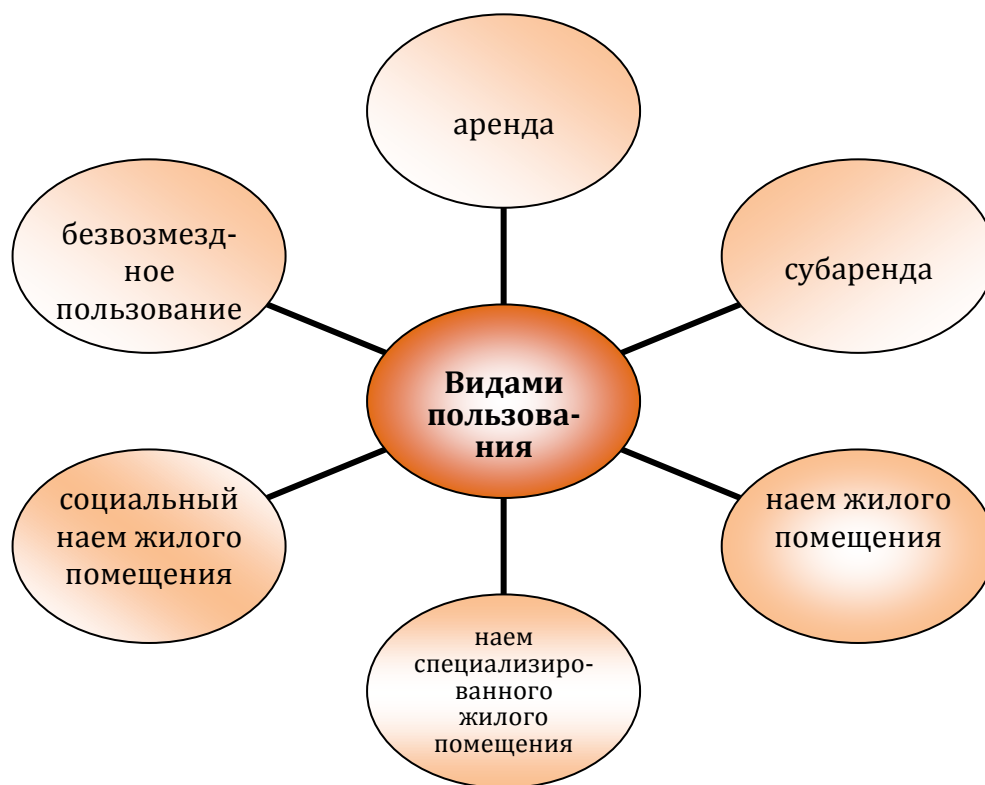 аренда
безвозмезд-
ное
пользование
субаренда
Видами
пользова-
ния
социальный
наем жилого
помещения
наем жилого
помещения
наем
специализиро-
ванного
жилого
помещения